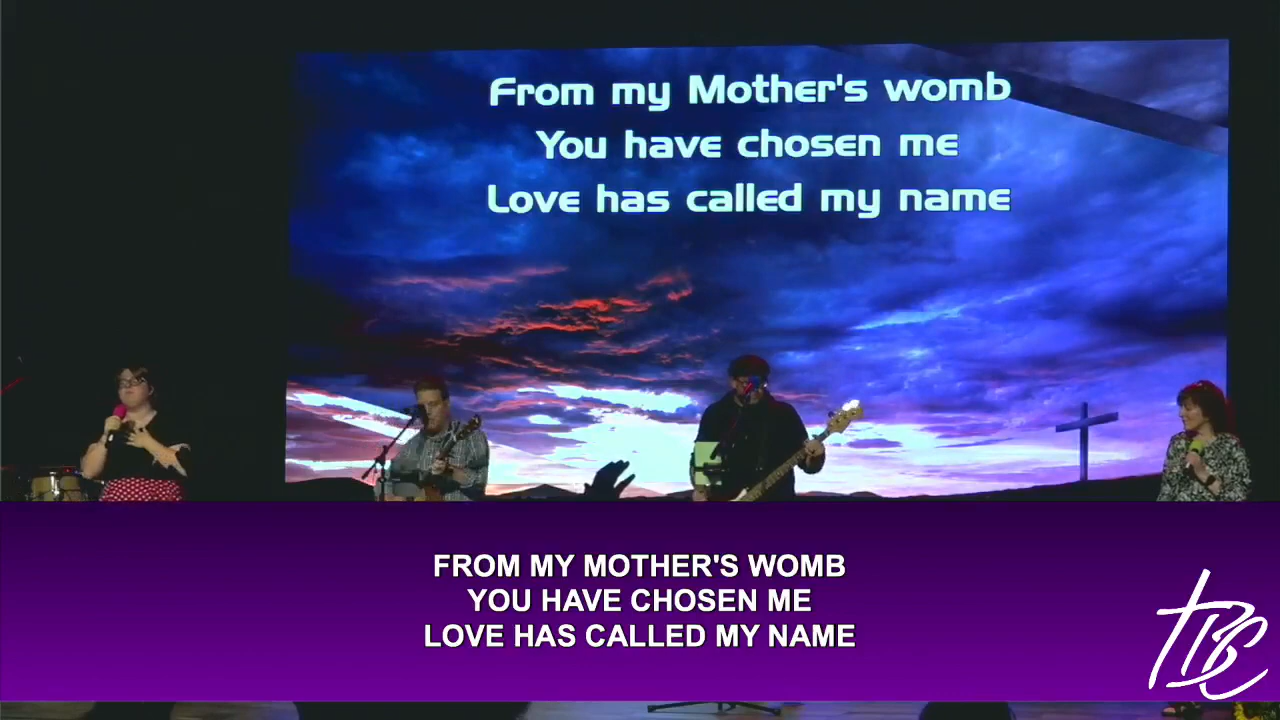 From my Mother's womb
You have chosen me
Love has called my name
FROM MY MOTHER'S WOMB
YOU HAVE CHOSEN ME
LOVE HAS CALLED MY NAME
tBC